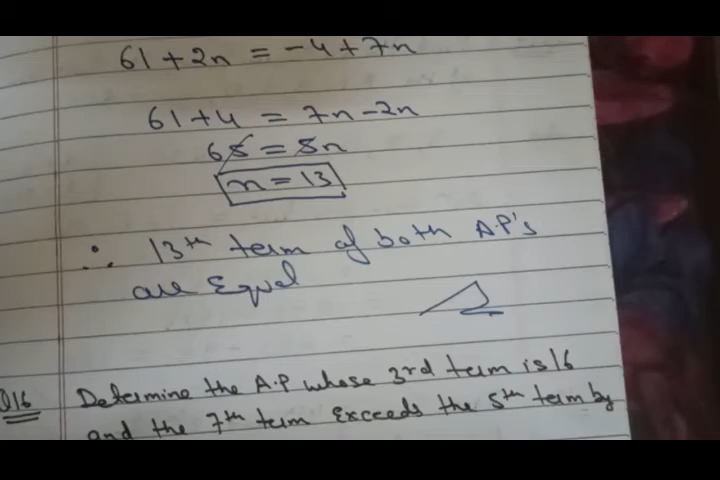 61 + 2n = -4 + 7n
61 + 4 = 7n - 2n
65 = 5n
n = 13
∴ 13th term of both A.P's
are Equal
Q16 Determine the A.P whose 3rd term is 16
and the 7th term exceeds the 5th term by